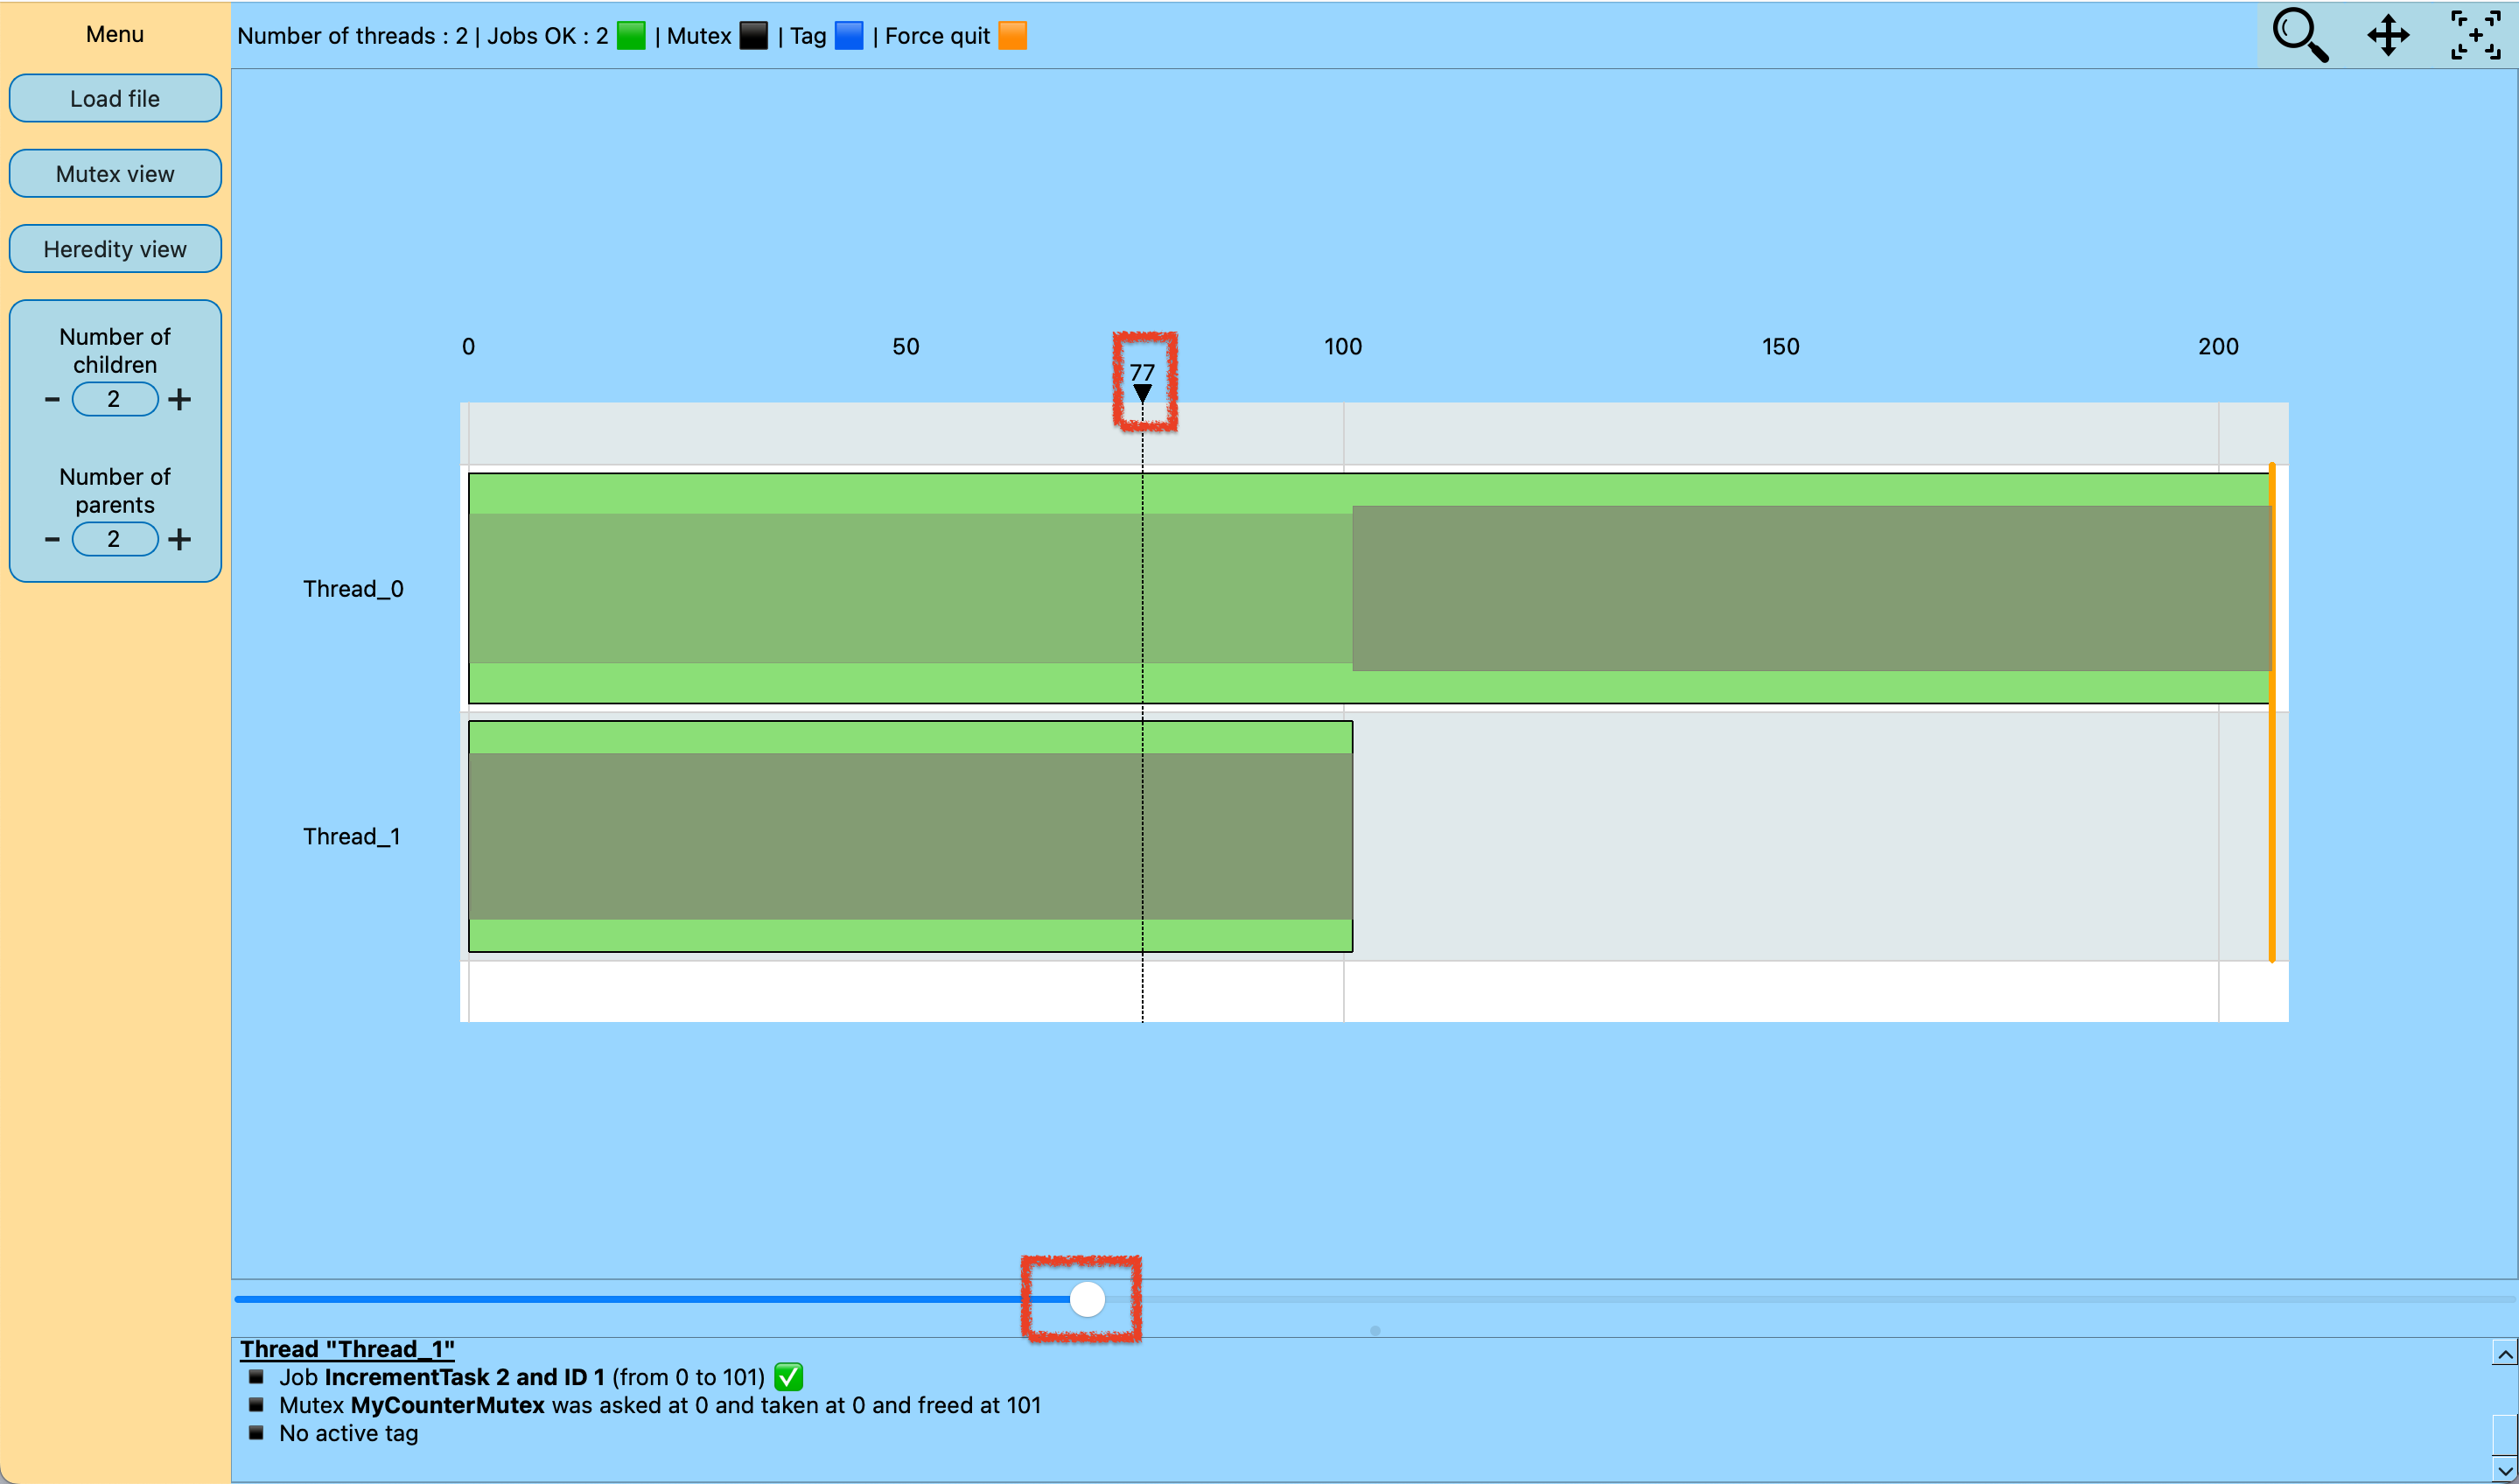 Menu
Load file
Mutex view
Heredity view
Number of
children
- 2 +
Number of
parents
- 2 +
Number of threads : 2 | Jobs OK : 2 | Mutex | Tag | Force quit
0 50 100 150 200
77
Thread_0
Thread_1
Thread "Thread_1"
Job IncrementTask 2 and ID 1 (from 0 to 101)
Mutex MyCounterMutex was asked at 0 and taken at 0 and freed at 101
No active tag